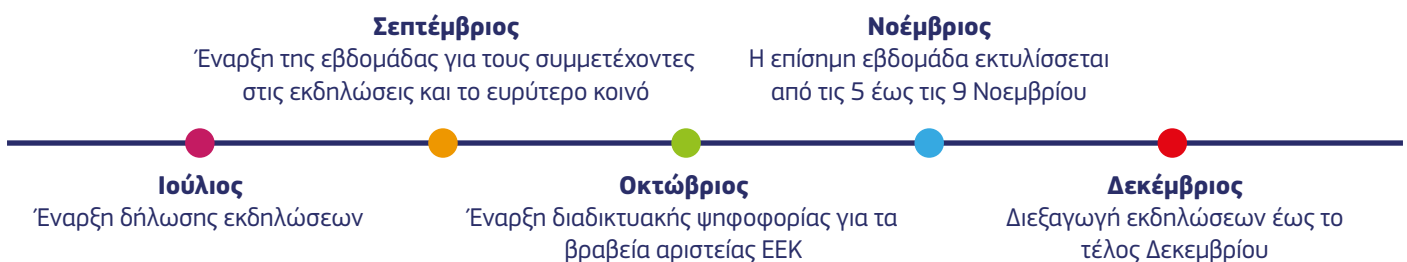 Σεπτέμβριος
Έναρξη της εβδομάδας για τους συμμετέχοντες
στις εκδηλώσεις και το ευρύτερο κοινό
Νοέμβριος
Η επίσημη εβδομάδα εκτυλίσσεται
από τις 5 έως τις 9 Νοεμβρίου
Ιούλιος
Έναρξη δήλωσης εκδηλώσεων
Οκτώβριος
Έναρξη διαδικτυακής ψηφοφορίας για τα
βραβεία αριστείας ΕΕΚ
Δεκέμβριος
Διεξαγωγή εκδηλώσεων έως το
τέλος Δεκεμβρίου